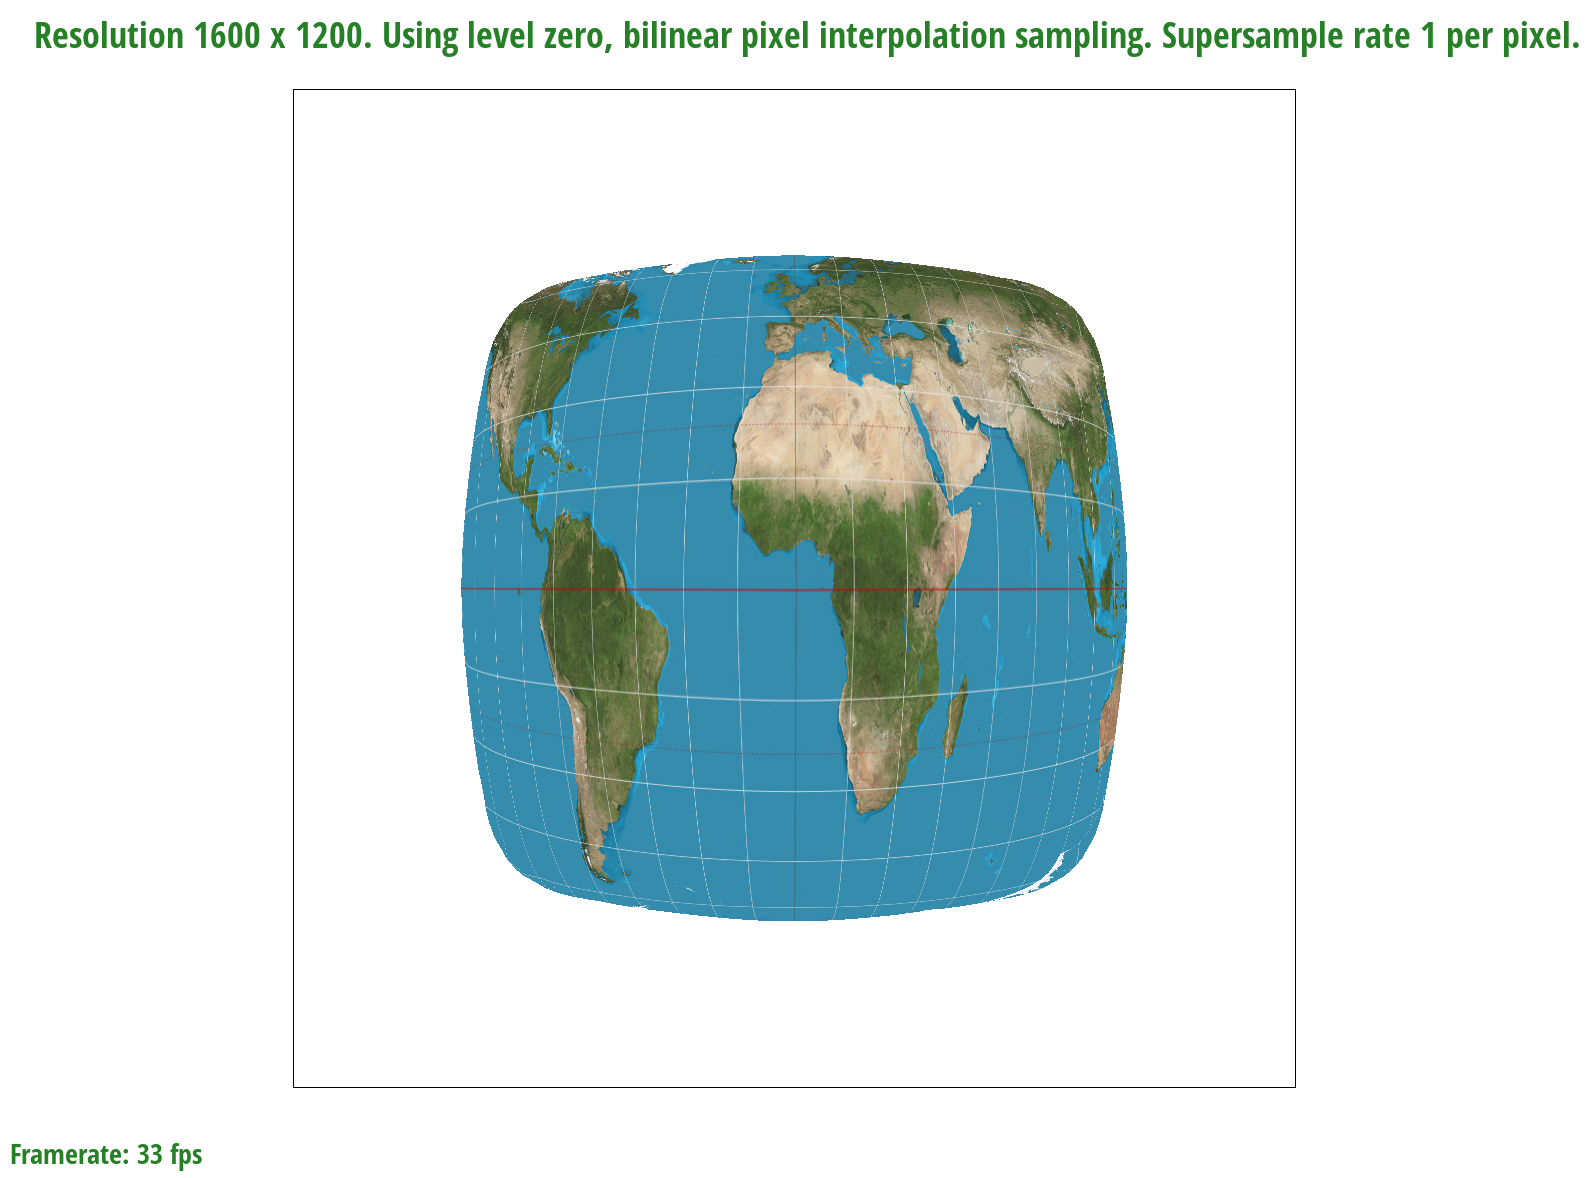 Resolution 1600 x 1200. Using level zero, bilinear pixel interpolation sampling. Supersample rate 1 per pixel.
Framerate: 33 fps